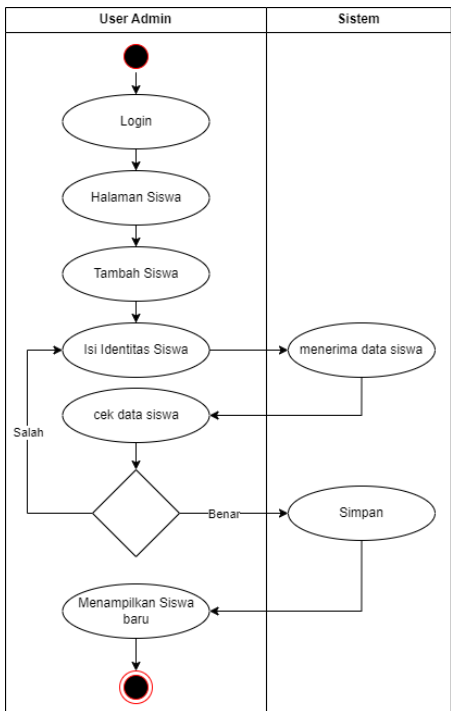 User Admin
Sistem
Login
Halaman Siswa
Tambah Siswa
Isi Identitas Siswa
menerima data siswa
cek data siswa
Salah
Benar
Simpan
Menampilkan Siswa
baru